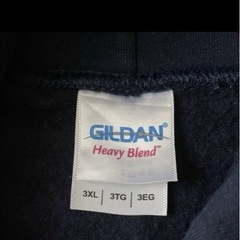 GILDAN
Heavy Blend™
3XL | 3TG | 3EG